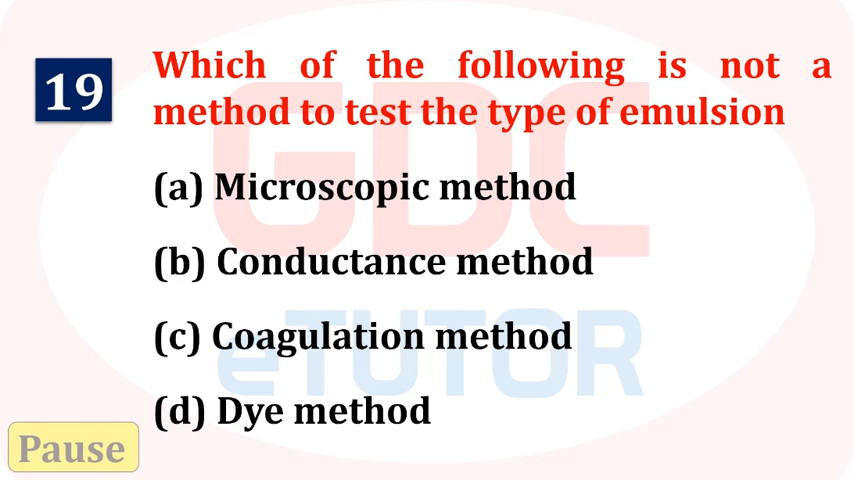 19
Which of the following is not a
method to test the type of emulsion
(a) Microscopic method
(b) Conductance method
(c) Coagulation method
(d) Dye method
GDC
eTUTOR
Pause